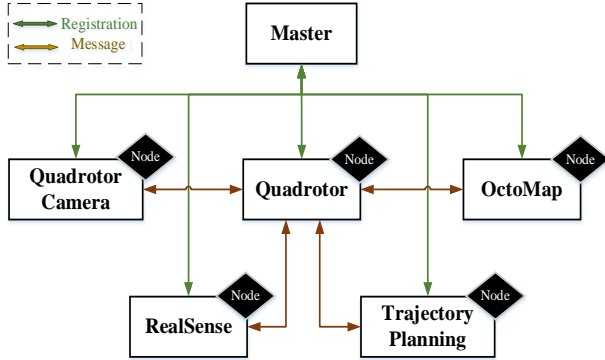 Registration
Message
Master
Node
Quadrotor
Camera
Node
Quadrotor
Node
OctoMap
Node
RealSense
Node
Trajectory
Planning